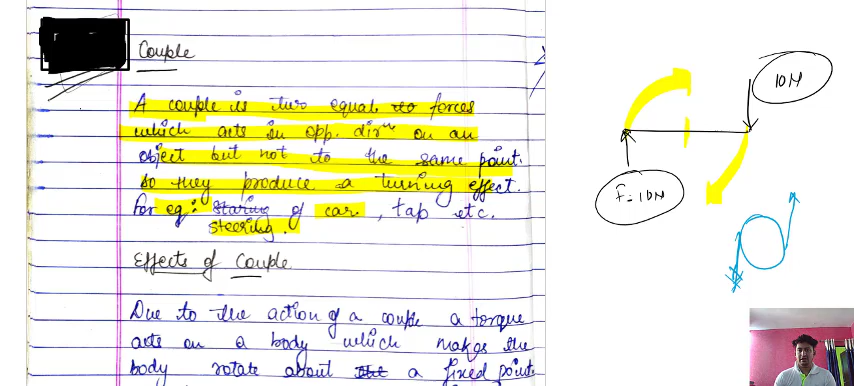 Couple
A couple is two equal forces
which acts in opp. dirⁿ on an
object but not to the same point.
So they produce a turning effect.
For eg: staring of car, tap etc.
steering.
Effects of Couple
Due to the action of a couple a torque
acts on a body which makes the
body rotate about a fixed point
10N
F=10N